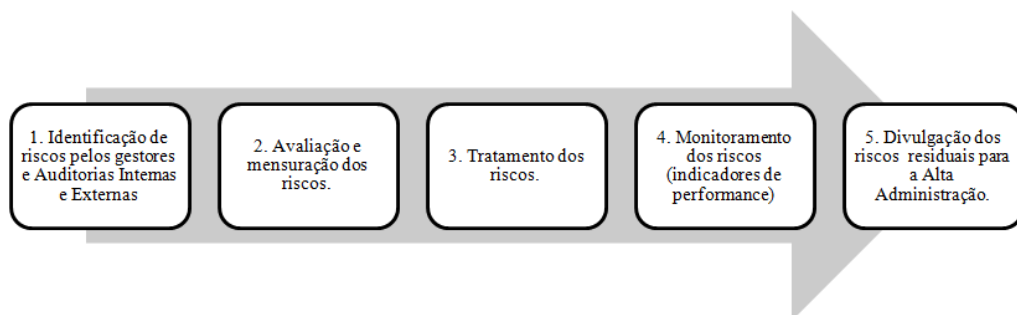 1. Identificação de
riscos pelos gestores
e Auditorias Internas
e Externas
2. Avaliação e
mensuração dos
riscos.
3. Tratamento dos
riscos.
4. Monitoramento
dos riscos
(indicadores de
performance)
5. Divulgação dos
riscos residuais para
a Alta
Administração.